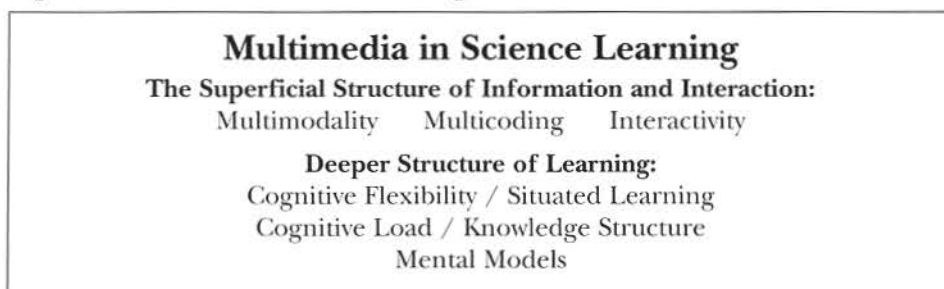 Multimedia in Science Learning
The Superficial Structure of Information and Interaction:
Multimodality Multicoding Interactivity
Deeper Structure of Learning:
Cognitive Flexibility / Situated Learning
Cognitive Load / Knowledge Structure
Mental Models